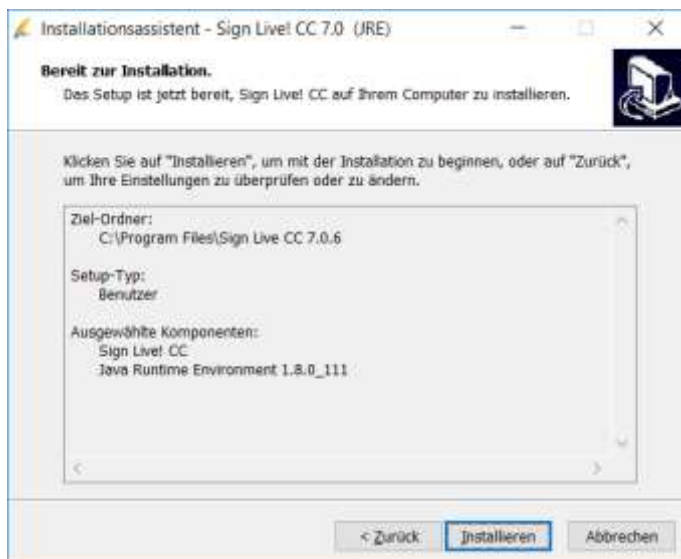 Installationsassistent - Sign Live! CC 7.0 (JRE)
Bereit zur Installation.
Das Setup ist jetzt bereit, Sign Live! CC auf Ihrem Computer zu installieren.
Klicken Sie auf "Installieren", um mit der Installation zu beginnen, oder auf "Zurück",
um Ihre Einstellungen zu überprüfen oder zu ändern.
Ziel-Ordner:
C:\Program Files\Sign Live CC 7.0.6
Setup-Typ:
Benutzer
Ausgewählte Komponenten:
Sign Live! CC
Java Runtime Environment 1.8.0_111
< Zurück
Installieren
Abbrechen